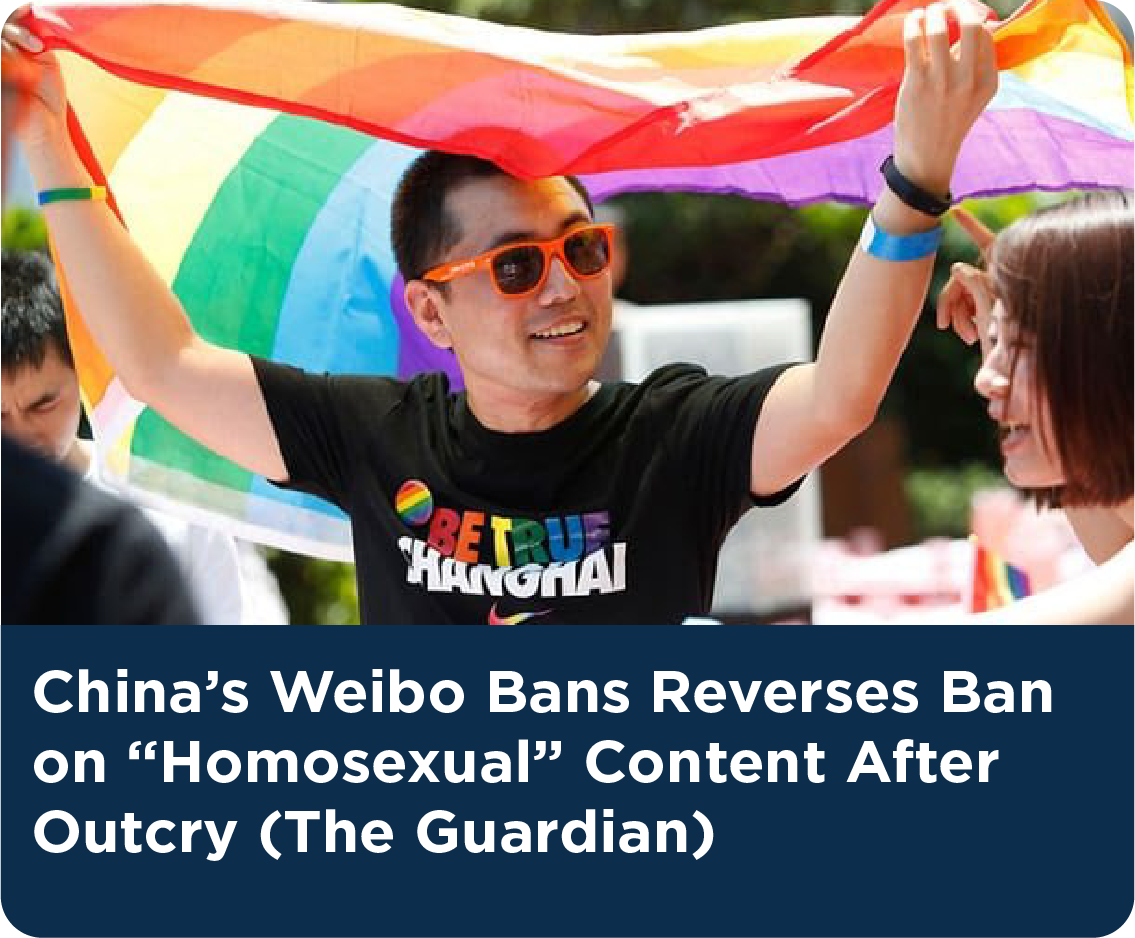 BE TRUE
SHANGHAI
China’s Weibo Bans Reverses Ban
on “Homosexual” Content After
Outcry (The Guardian)